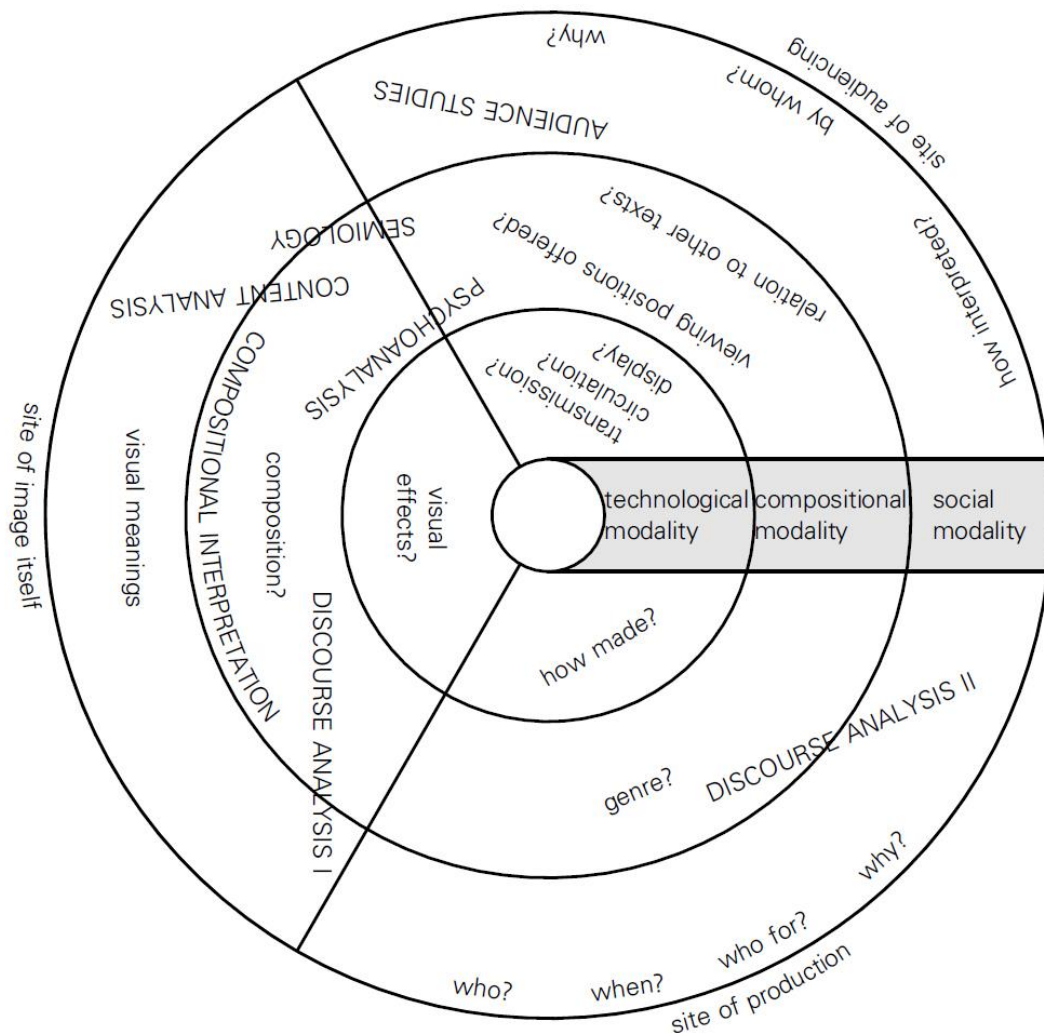 why?
by whom?
site of audiencing
how interpreted?
AUDIENCE STUDIES
relation to other texts?
viewing positions offered?
transmission?
circulation?
display?
SEMIOLOGY
CONTENT ANALYSIS
PSYCHOANALYSIS
COMPOSITIONAL INTERPRETATION
site of image itself
visual meanings
composition?
visual
effects?
DISCOURSE ANALYSIS I
technological
modality
compositional
modality
social
modality
how made?
genre?
DISCOURSE ANALYSIS II
who?
when?
who for?
why?
site of production